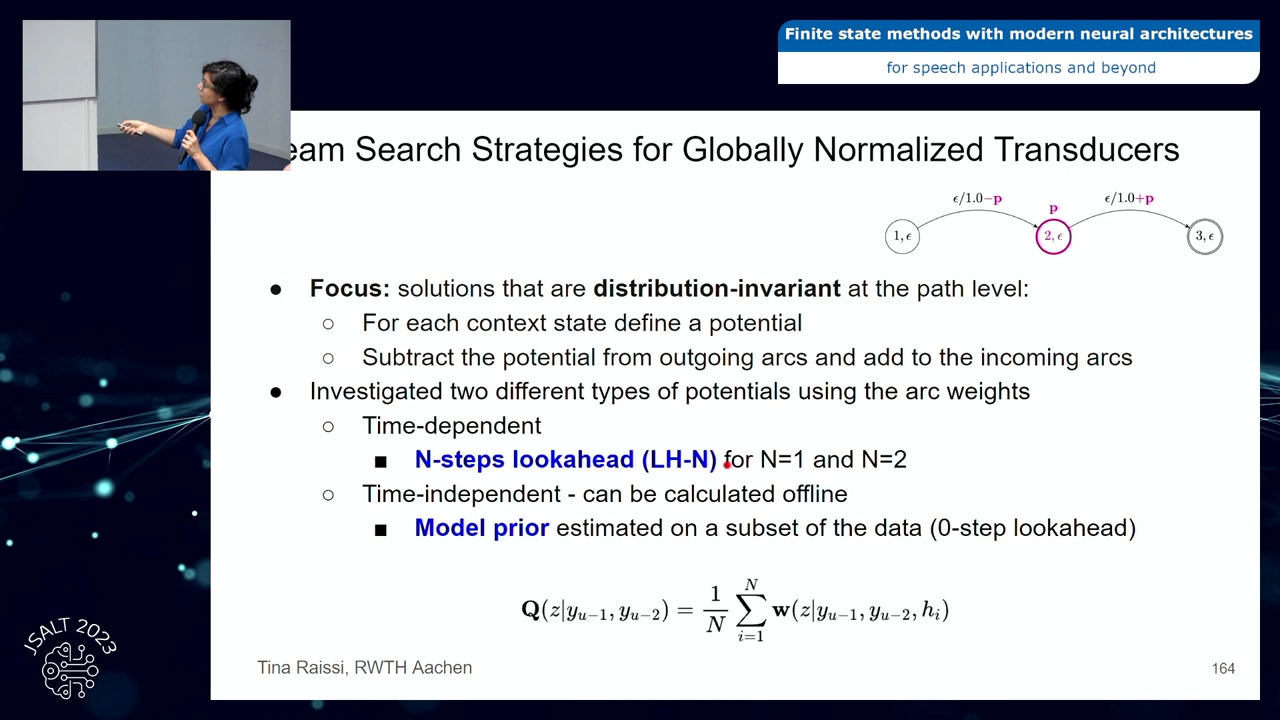 Finite state methods with modern neural architectures
for speech applications and beyond
eam Search Strategies for Globally Normalized Transducers
ϵ/1.0−p
p
ϵ/1.0+p
1, ϵ
2, ϵ
3, ϵ
● Focus: solutions that are distribution-invariant at the path level:
○ For each context state define a potential
○ Subtract the potential from outgoing arcs and add to the incoming arcs
● Investigated two different types of potentials using the arc weights
○ Time-dependent
■ N-steps lookahead (LH-N) for N=1 and N=2
○ Time-independent - can be calculated offline
■ Model prior estimated on a subset of the data (0-step lookahead)
Q(z|y_{u−1}, y_{u−2}) = \frac{1}{N} \sum_{i=1}^{N} w(z|y_{u−1}, y_{u−2}, h_i)
JSALT 2023
Tina Raissi, RWTH Aachen
164